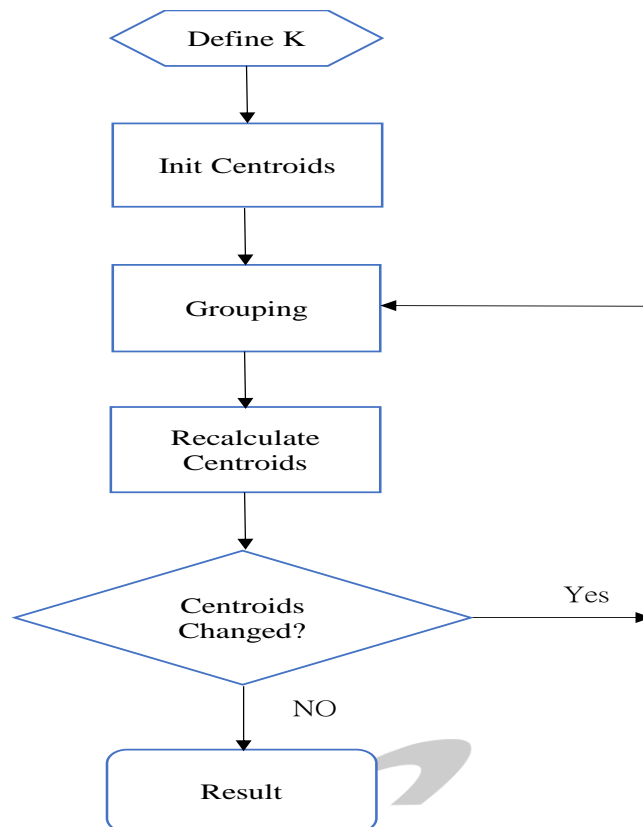 Define K
Init Centroids
Grouping
Recalculate
Centroids
Centroids
Changed?
Yes
NO
Result